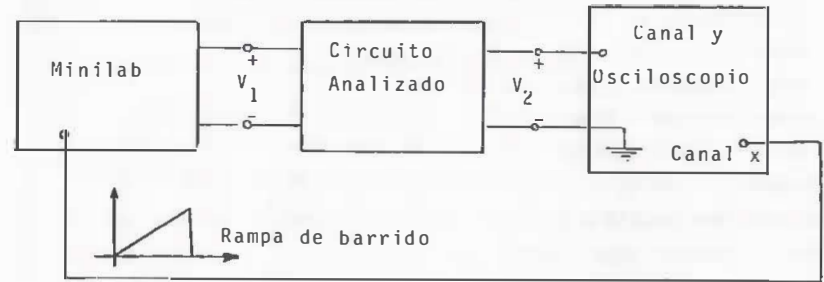 Minilab
+
V1
-
Circuito
Analizado
+
V2
-
Canal y
Osciloscopio
Canal x
Rampa de barrido